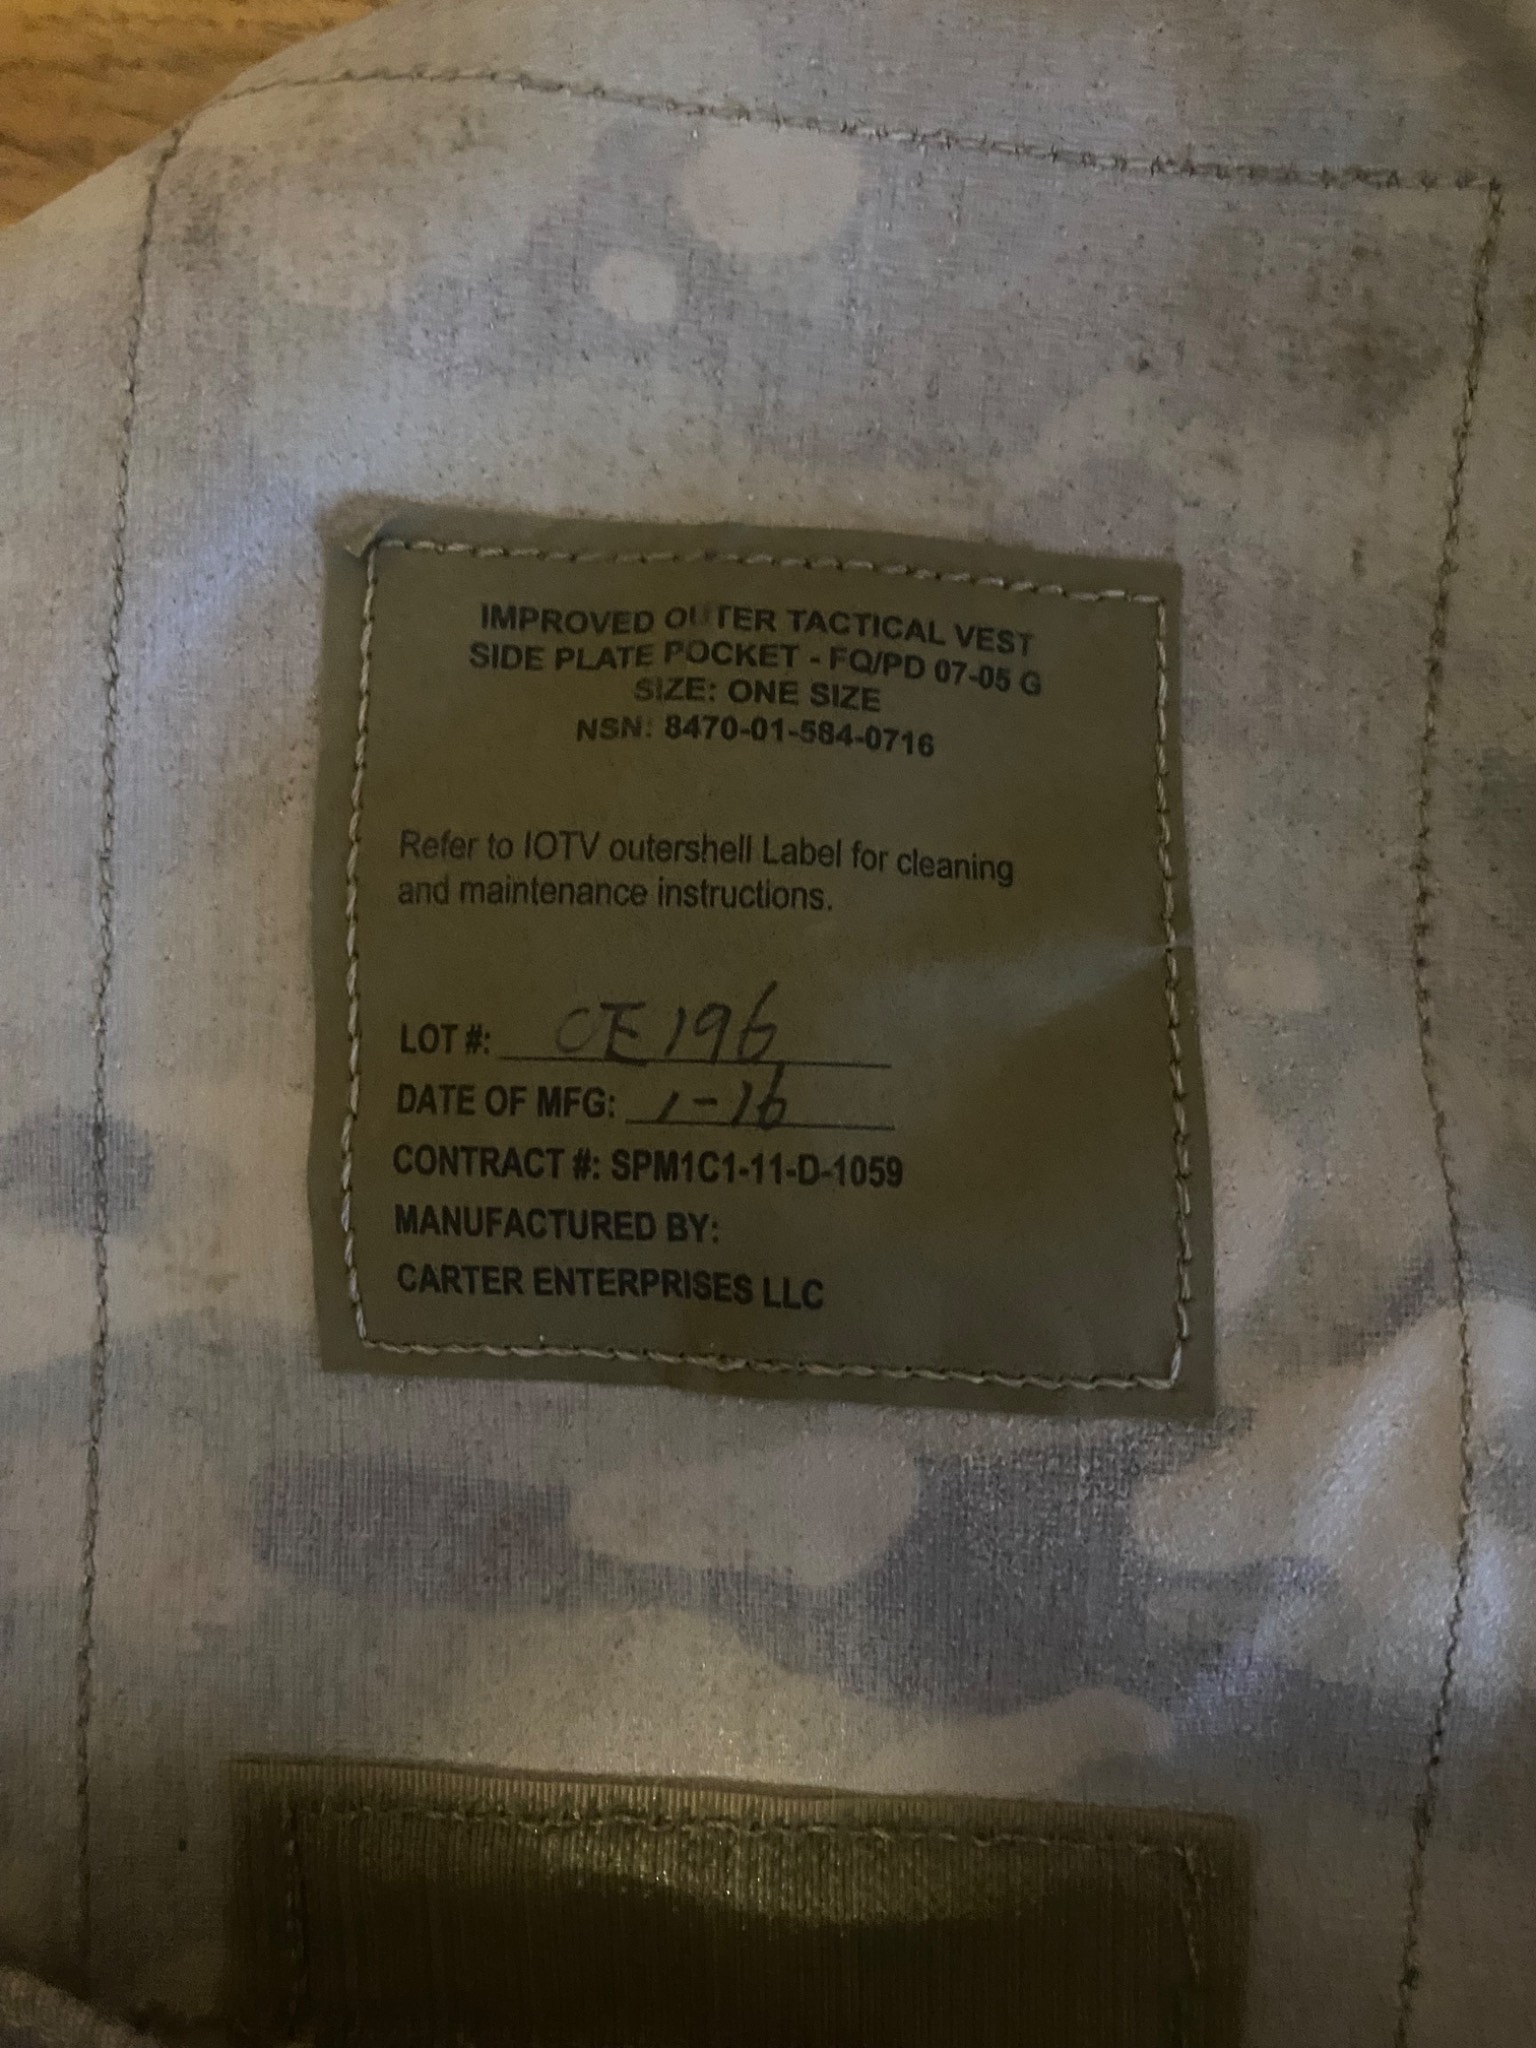 IMPROVED OUTER TACTICAL VEST
SIDE PLATE POCKET - FQ/PD 07-05 G
SIZE: ONE SIZE
NSN: 8470-01-584-0716
Refer to IOTV outershell Label for cleaning
and maintenance instructions.
LOT #: CE196
DATE OF MFG: 1-16
CONTRACT #: SPM1C1-11-D-1059
MANUFACTURED BY:
CARTER ENTERPRISES LLC